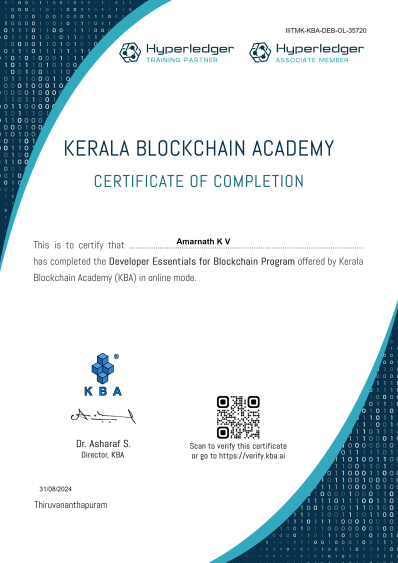 IIITMK-KBA-DEB-OL-35720
Hyperledger Hyperledger
TRAINING PARTNER ASSOCIATE MEMBER
KERALA BLOCKCHAIN ACADEMY
CERTIFICATE OF COMPLETION
This is to certify that Amarnath K V
has completed the Developer Essentials for Blockchain Program offered by Kerala
Blockchain Academy (KBA) in online mode.
®
KBA
Dr. Asharaf S.
Director, KBA
Scan to verify this certificate
or go to https://verify.kba.ai
31/08/2024
Thiruvananthapuram